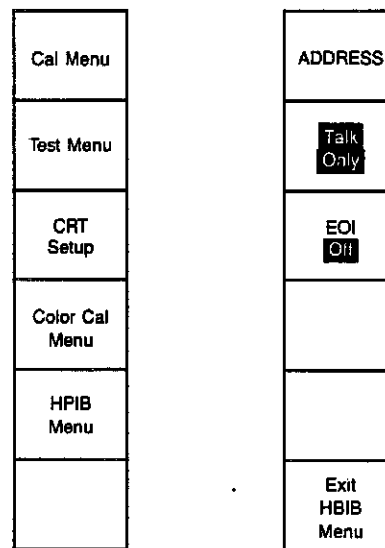 Cal Menu
Test Menu
CRT
Setup
Color Cal
Menu
HPIB
Menu
ADDRESS
Talk
Only
EOI
Off
Exit
HBIB
Menu